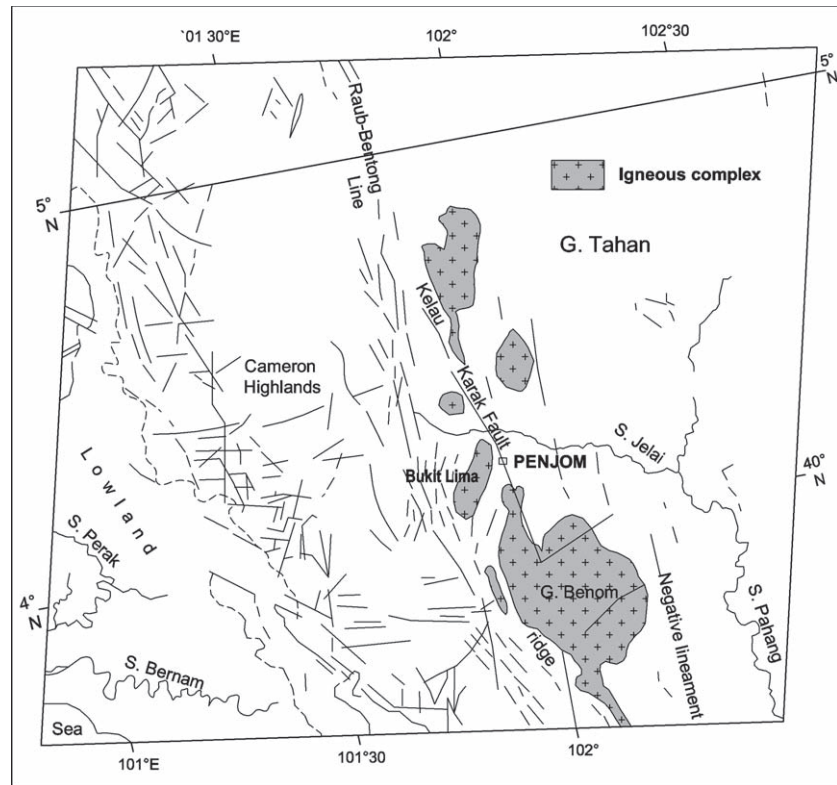 `01 30°E
102°
102°30
5°
N
5°
N
Raub-Bentong
Line
Igneous complex
G. Tahan
Kelau
Karak Fault
Cameron
Highlands
S. Jelai
PENJOM
Bukit Lima
40°
N
Lowland
S. Perak
4°
N
G. Benom
Negative lineament
S. Pahang
ridge
S. Bernam
Sea
101°E
101°30
102°